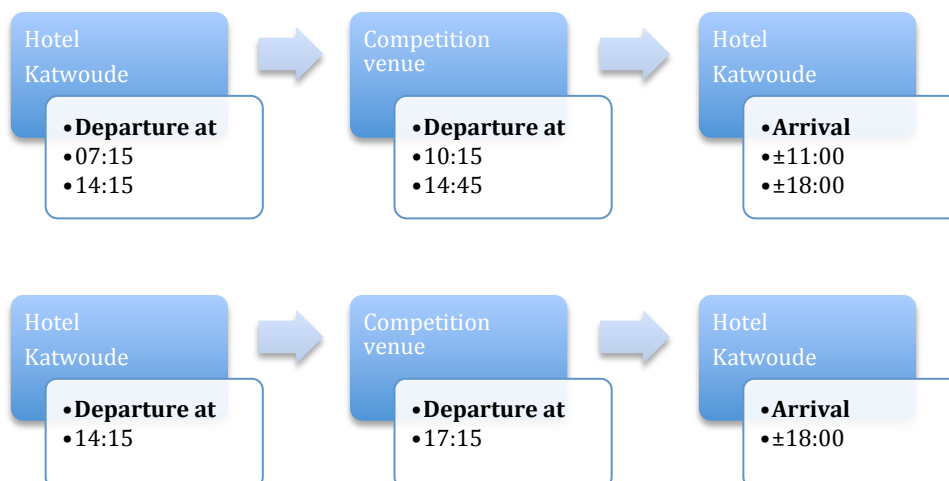 Hotel
Katwoude
•Departure at
•07:15
•14:15
Competition
venue
•Departure at
•10:15
•14:45
Hotel
Katwoude
•Arrival
•±11:00
•±18:00
Hotel
Katwoude
•Departure at
•14:15
Competition
venue
•Departure at
•17:15
Hotel
Katwoude
•Arrival
•±18:00